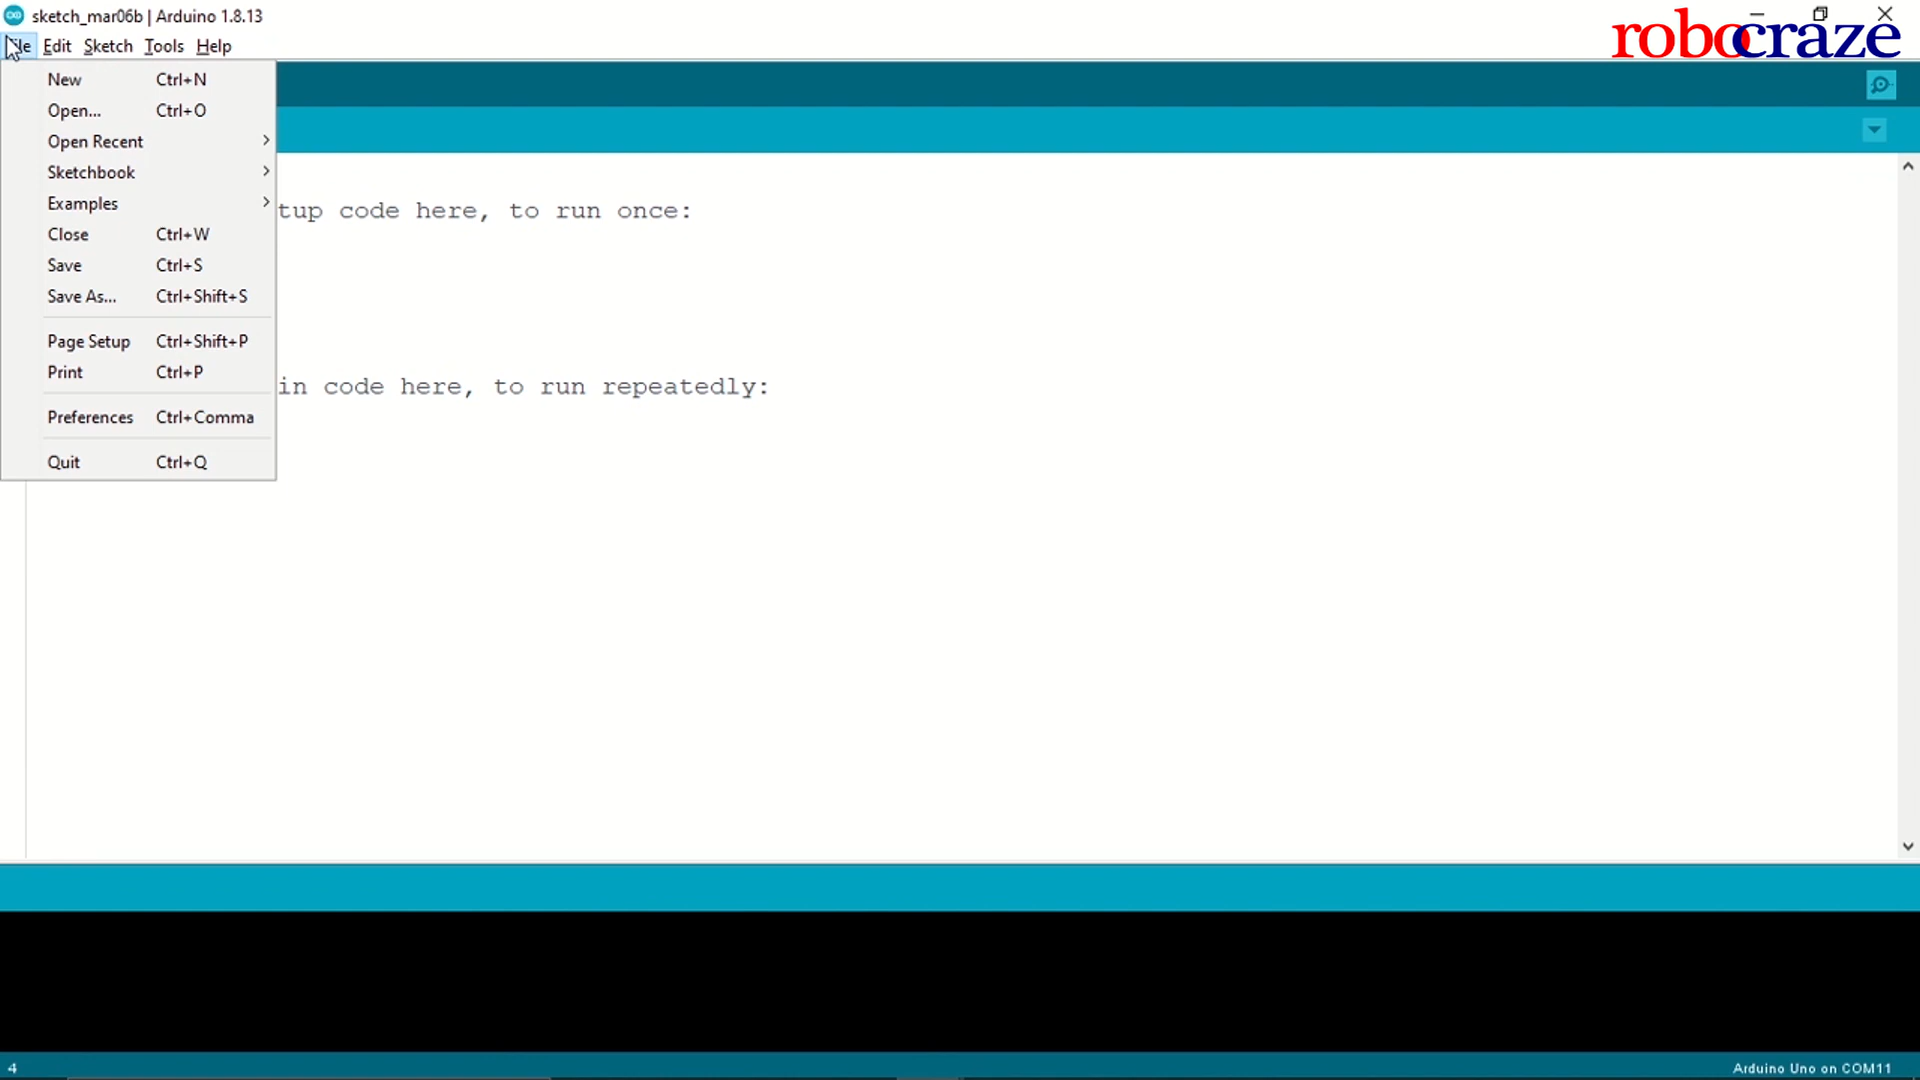 sketch_mar06b | Arduino 1.8.13
robocraze
Edit Sketch Tools Help
New Ctrl+N
Open... Ctrl+O
Open Recent
Sketchbook
Examples
tup code here, to run once:
Close Ctrl+W
Save Ctrl+S
Save As... Ctrl+Shift+S
Page Setup Ctrl+Shift+P
Print Ctrl+P
in code here, to run repeatedly:
Preferences Ctrl+Comma
Quit Ctrl+Q
4
Arduino Uno on COM11